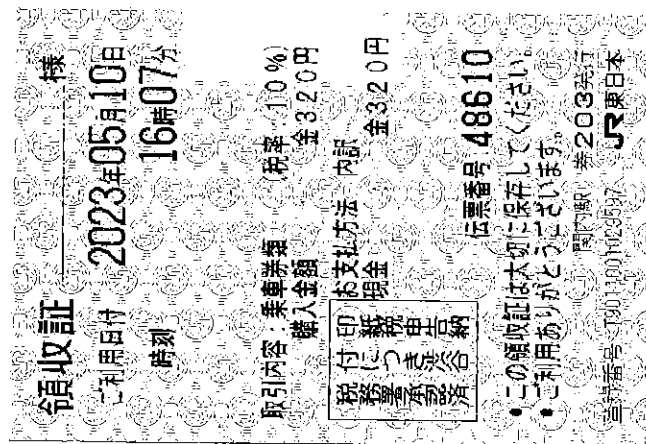 領収証 様
ご利用日付 2023年05月10日
時刻 16時07分
取引内容:乗車券類 (税率:10%)
購入金額 金320円
お支払方法 内訳
現金 金320円
印紙税申告納
付につき渋谷
税務署承認済
伝票番号 48610
・この領収証は大切に保存してください。
・ご利用ありがとうございます。
関内駅 券203発行
登録番号 JR東日本